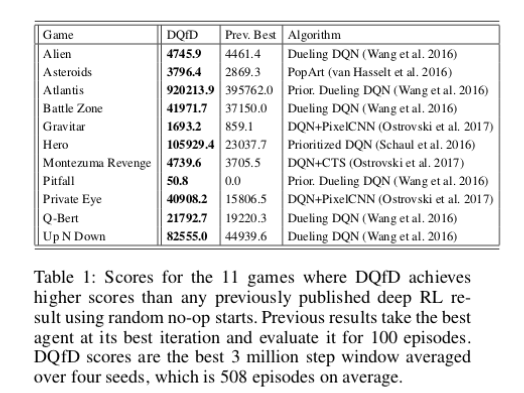 Game DQfD Prev. Best Algorithm
Alien 4745.9 4461.4 Dueling DQN (Wang et al. 2016)
Asteroids 3796.4 2869.3 PopArt (van Hasselt et al. 2016)
Atlantis 920213.9 395762.0 Prior. Dueling DQN (Wang et al. 2016)
Battle Zone 41971.7 37150.0 Dueling DQN (Wang et al. 2016)
Gravitar 1693.2 859.1 DQN+PixelCNN (Ostrovski et al. 2017)
Hero 105929.4 23037.7 Prioritized DQN (Schaul et al. 2016)
Montezuma Revenge 4739.6 3705.5 DQN+CTS (Ostrovski et al. 2017)
Pitfall 50.8 0.0 Prior. Dueling DQN (Wang et al. 2016)
Private Eye 40908.2 15806.5 DQN+PixelCNN (Ostrovski et al. 2017)
Q-Bert 21792.7 19220.3 Dueling DQN (Wang et al. 2016)
Up N Down 82555.0 44939.6 Dueling DQN (Wang et al. 2016)
Table 1: Scores for the 11 games where DQfD achieves
higher scores than any previously published deep RL re-
sult using random no-op starts. Previous results take the best
agent at its best iteration and evaluate it for 100 episodes.
DQfD scores are the best 3 million step window averaged
over four seeds, which is 508 episodes on average.